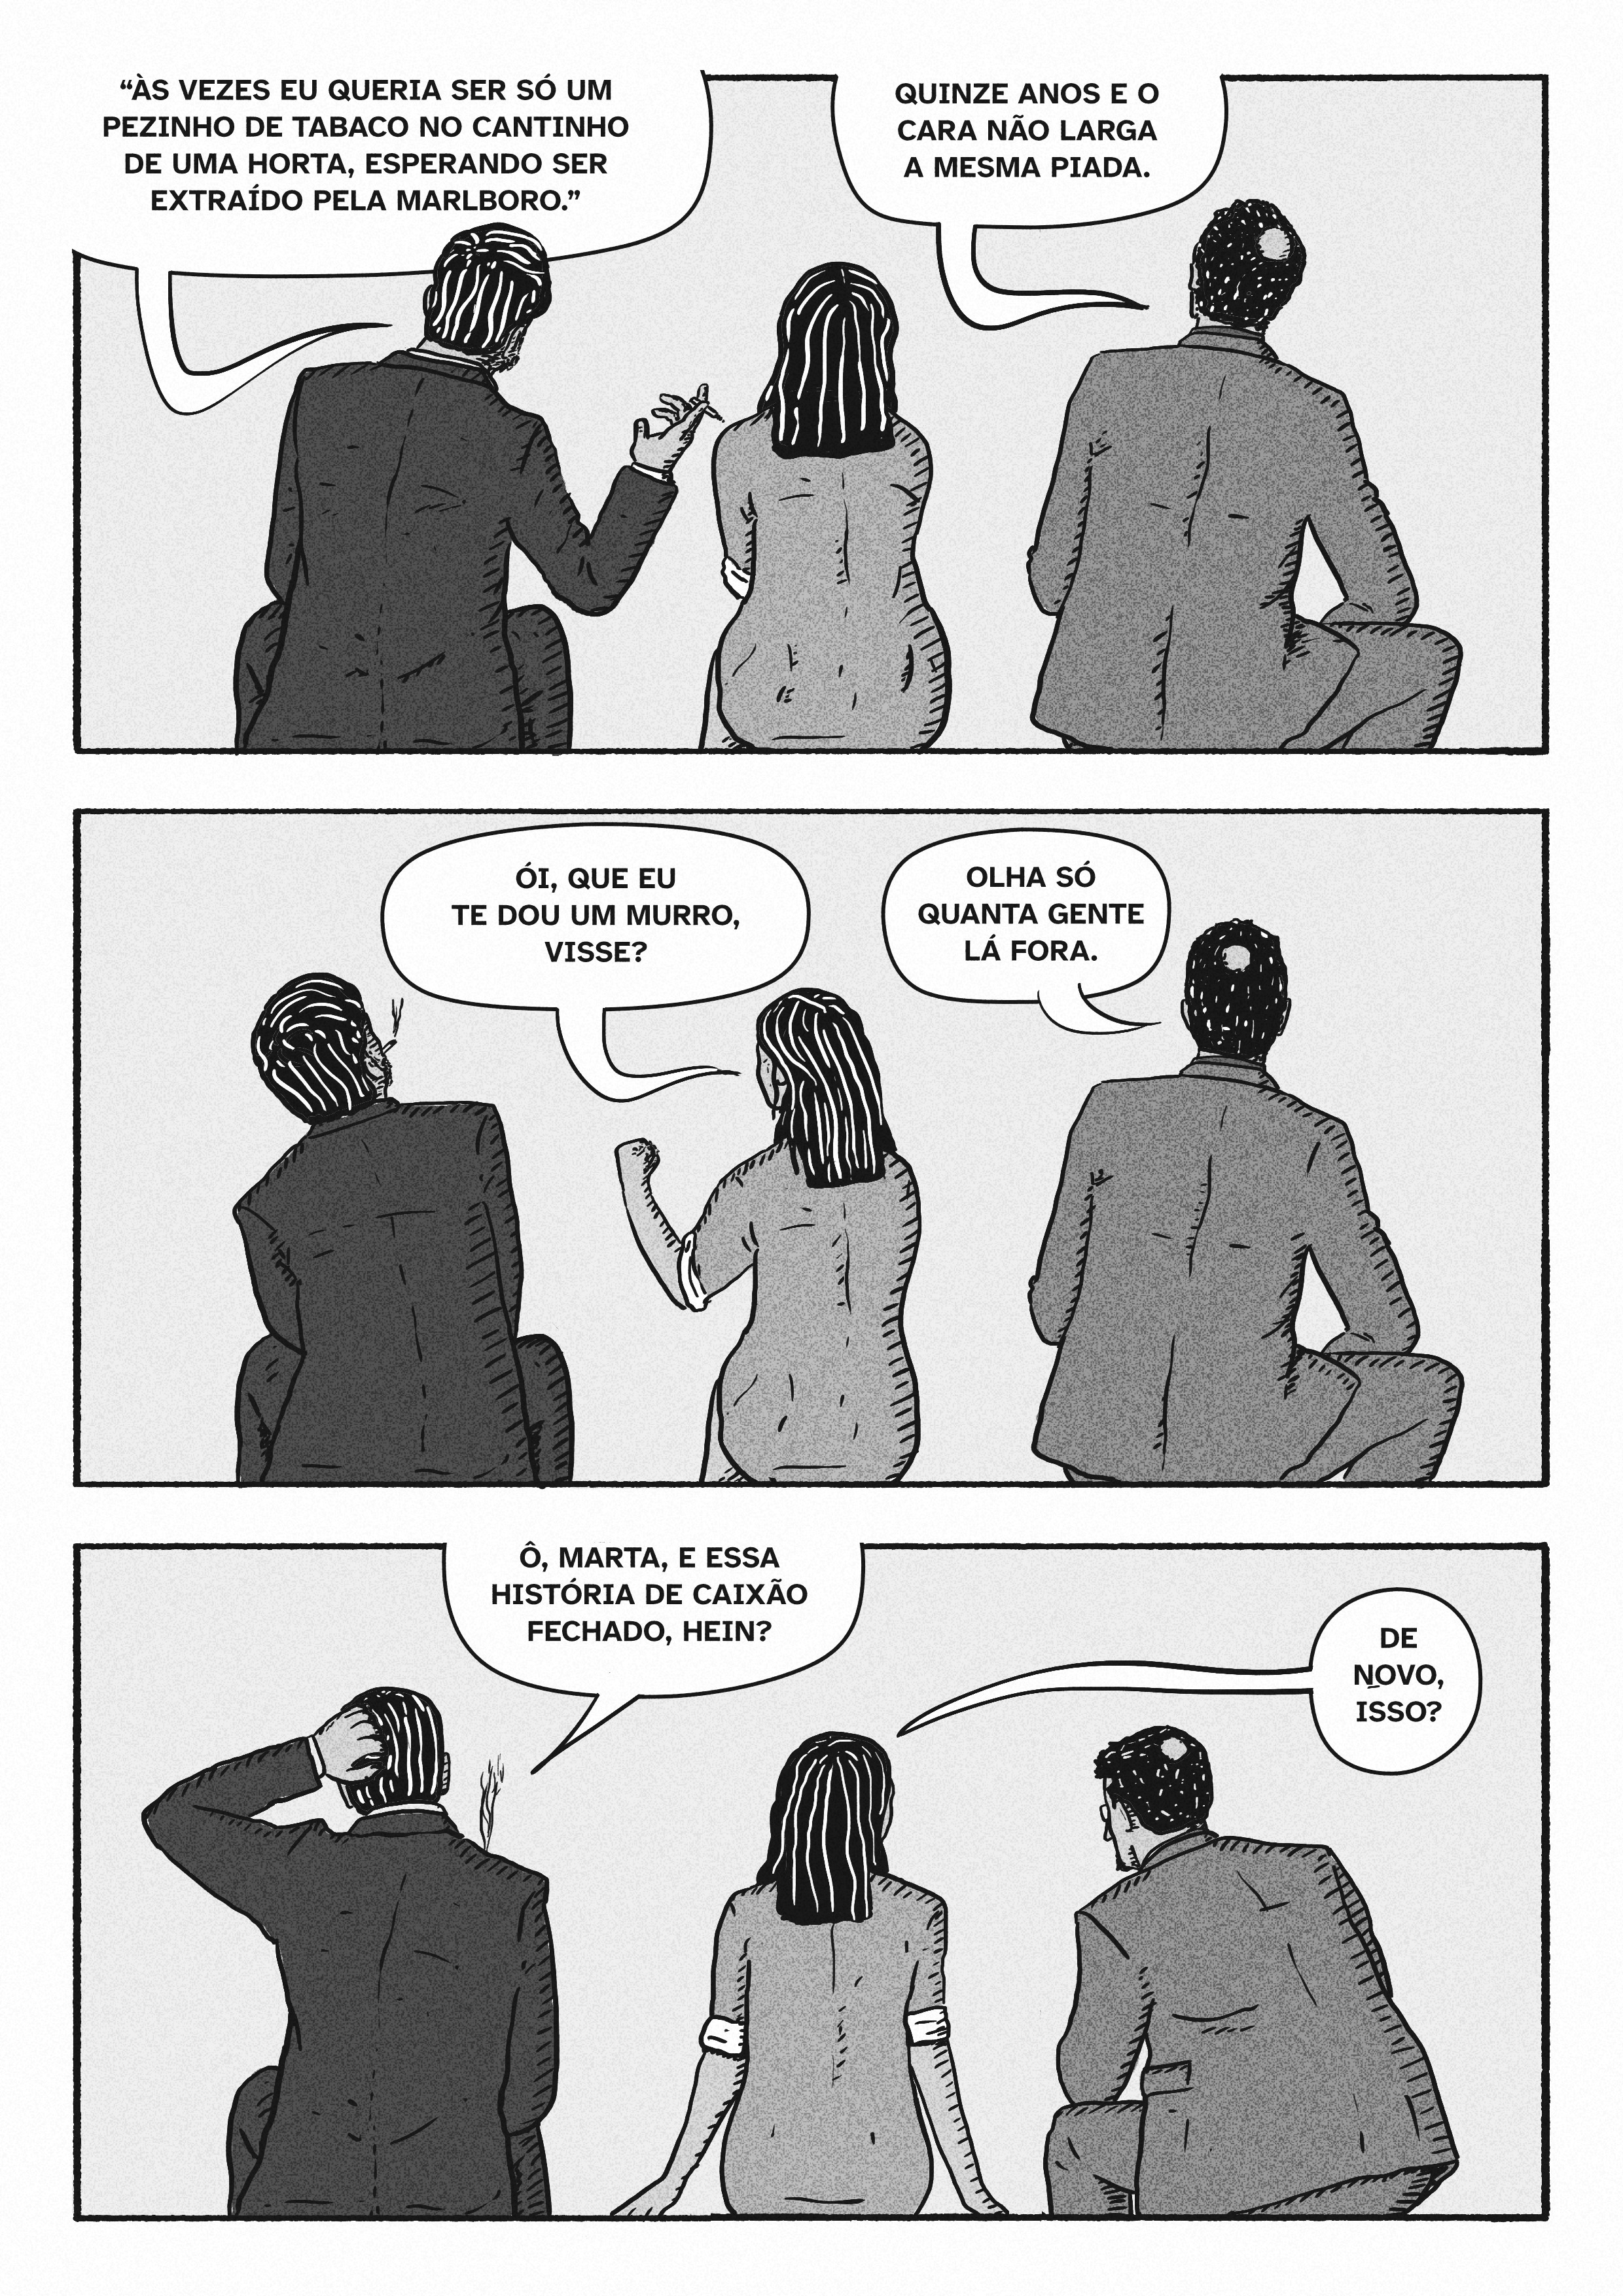 “ÀS VEZES EU QUERIA SER SÓ UM
PEZINHO DE TABACO NO CANTINHO
DE UMA HORTA, ESPERANDO SER
EXTRAÍDO PELA MARLBORO.”
QUINZE ANOS E O
CARA NÃO LARGA
A MESMA PIADA.
ÓI, QUE EU
TE DOU UM MURRO,
VISSE?
OLHA SÓ
QUANTA GENTE
LÁ FORA.
Ô, MARTA, E ESSA
HISTÓRIA DE CAIXÃO
FECHADO, HEIN?
DE
NOVO,
ISSO?